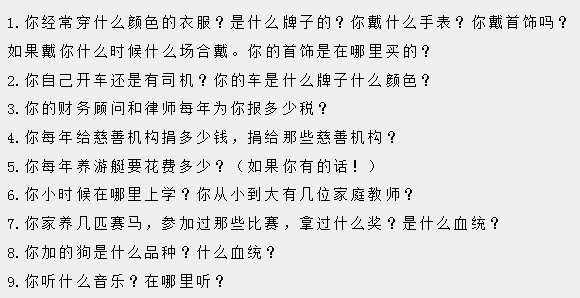 1.你经常穿什么颜色的衣服？是什么牌子的？你戴什么手表？你戴首饰吗？
如果戴你什么时候什么场合戴。你的首饰是在哪里买的？
2.你自己开车还是有司机？你的车是什么牌子什么颜色？
3.你的财务顾问和律师每年为你报多少税？
4.你每年给慈善机构捐多少钱，捐给那些慈善机构？
5.你每年养游艇要花费多少？（如果你有的话！）
6.你小时候在哪里上学？你从小到大有几位家庭教师？
7.你家养几匹赛马，参加过那些比赛，拿过什么奖？是什么血统？
8.你加的狗是什么品种？什么血统？
9.你听什么音乐？在哪里听？